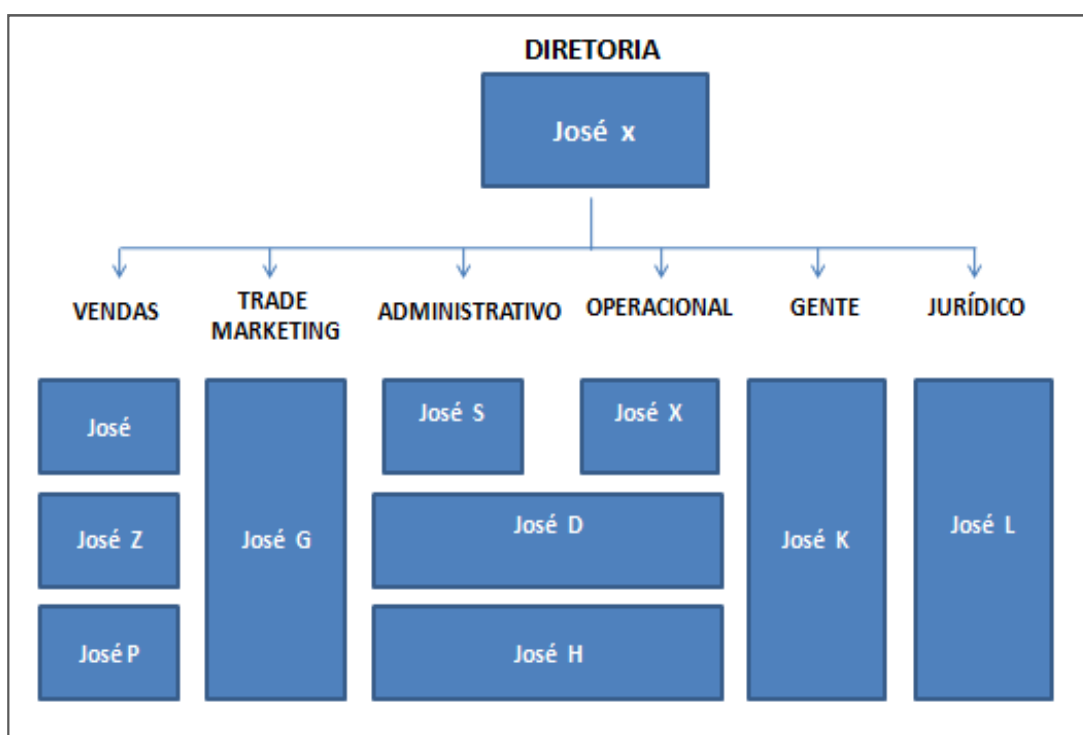 DIRETORIA
José x
VENDAS
TRADE
MARKETING
ADMINISTRATIVO
OPERACIONAL
GENTE
JURÍDICO
José
José Z
José P
José G
José S
José X
José D
José H
José K
José L